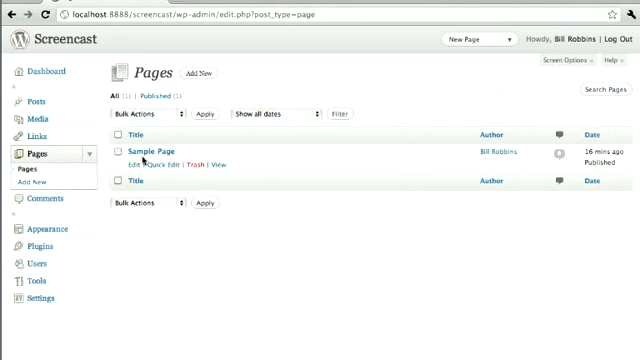 localhost:8888/screencast/wp-admin/edit.php?post_type=page
Screencast
New Page
Howdy, Bill Robbins | Log Out
Screen Options
Help
Pages
Add New
Dashboard
Posts
Media
Links
Pages
Pages
Add New
Comments
Appearance
Plugins
Users
Tools
Settings
All (1) | Published (1)
Search Pages
Bulk Actions
Apply
Show all dates
Filter
Title Author Date
Sample Page Bill Robbins 16 mins ago
Published
Edit | Quick Edit | Trash | View
Title Author Date
Bulk Actions
Apply